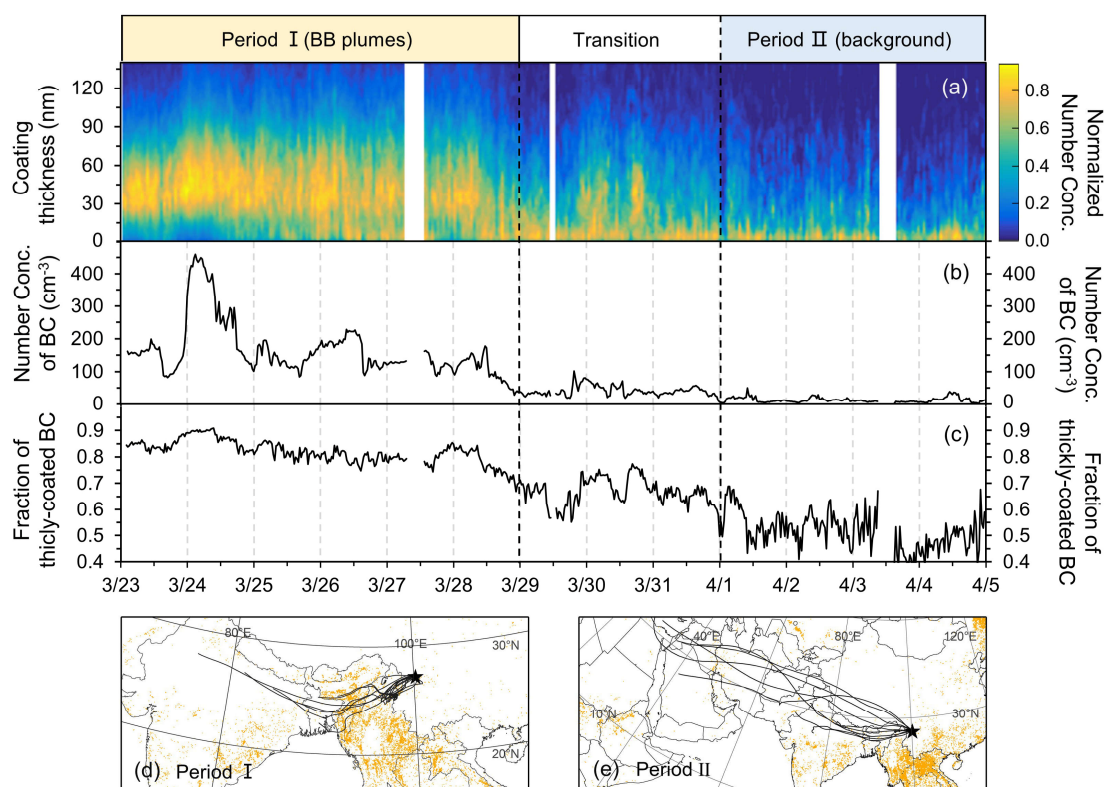 Period Ⅰ (BB plumes) Transition Period Ⅱ (background)
(a)
Coating
thickness (nm)
120
90
60
30
0
0.8
0.6
0.4
0.2
0.0
Normalized
Number Conc.
(b)
Number Conc.
of BC (cm-3)
400
300
200
100
0
400
300
200
100
0
Number Conc.
of BC (cm-3)
(c)
Fraction of
thicly-coated BC
0.9
0.8
0.7
0.6
0.5
0.4
0.9
0.8
0.7
0.6
0.5
0.4
Fraction of
thickly-coated BC
3/23 3/24 3/25 3/26 3/27 3/28 3/29 3/30 3/31 4/1 4/2 4/3 4/4 4/5
80°E 100°E 30°N
20°N
(d) Period Ⅰ
40°E 80°E 120°E
10°N 30°N
(e) Period Ⅱ